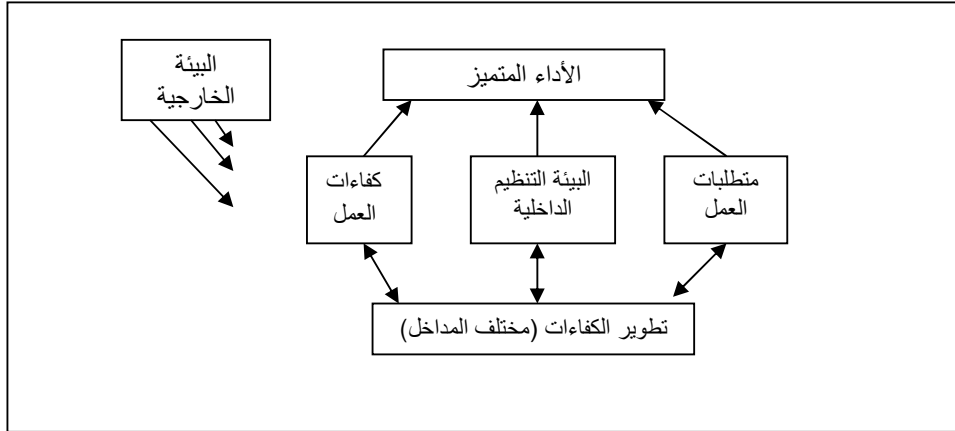 البيئة
الخارجية
الأداء المتميز
متطلبات
العمل
البيئة التنظيم
الداخلية
كفاءات
العمل
تطوير الكفاءات (مختلف المداخل)